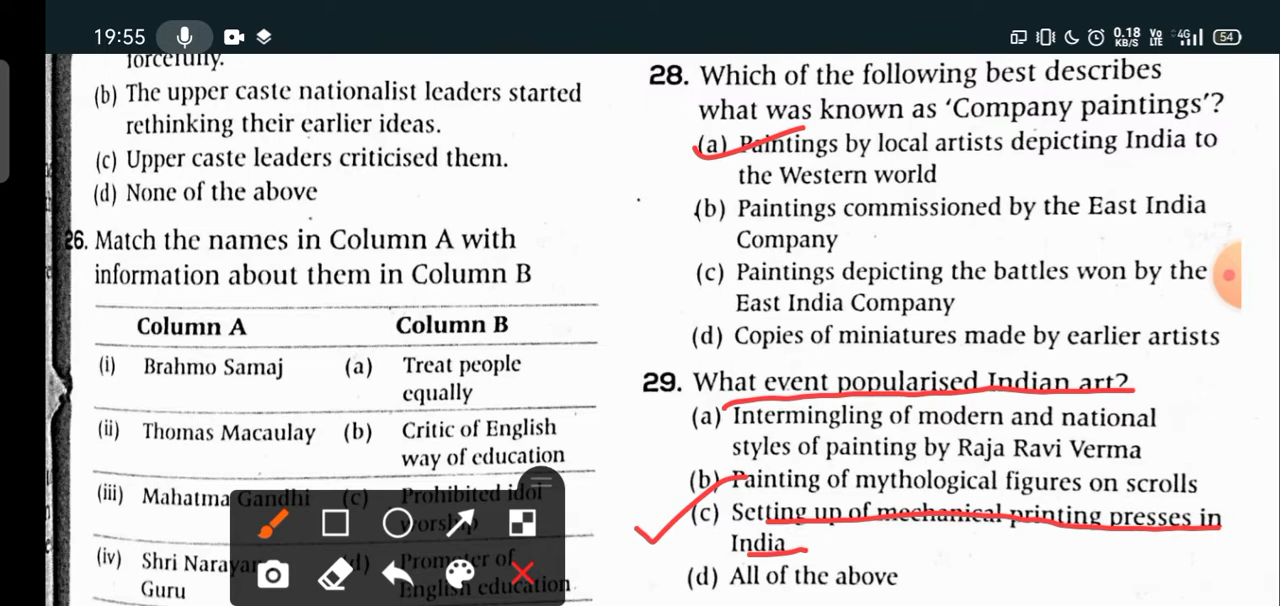 19:55
0.18 KB/S
Vo LTE
4G
54
forcefully.
(b) The upper caste nationalist leaders started
rethinking their earlier ideas.
(c) Upper caste leaders criticised them.
(d) None of the above
26. Match the names in Column A with
information about them in Column B
Column A Column B
(i) Brahmo Samaj (a) Treat people
equally
(ii) Thomas Macaulay (b) Critic of English
way of education
(iii) Mahatma Gandhi (c) Prohibited idol
worship
(iv) Shri Narayan (d) Promoter of
Guru English education
28. Which of the following best describes
what was known as ‘Company paintings’?
(a) Paintings by local artists depicting India to
the Western world
(b) Paintings commissioned by the East India
Company
(c) Paintings depicting the battles won by the
East India Company
(d) Copies of miniatures made by earlier artists
29. What event popularised Indian art?
(a) Intermingling of modern and national
styles of painting by Raja Ravi Verma
(b) Painting of mythological figures on scrolls
(c) Setting up of mechanical printing presses in
India
(d) All of the above